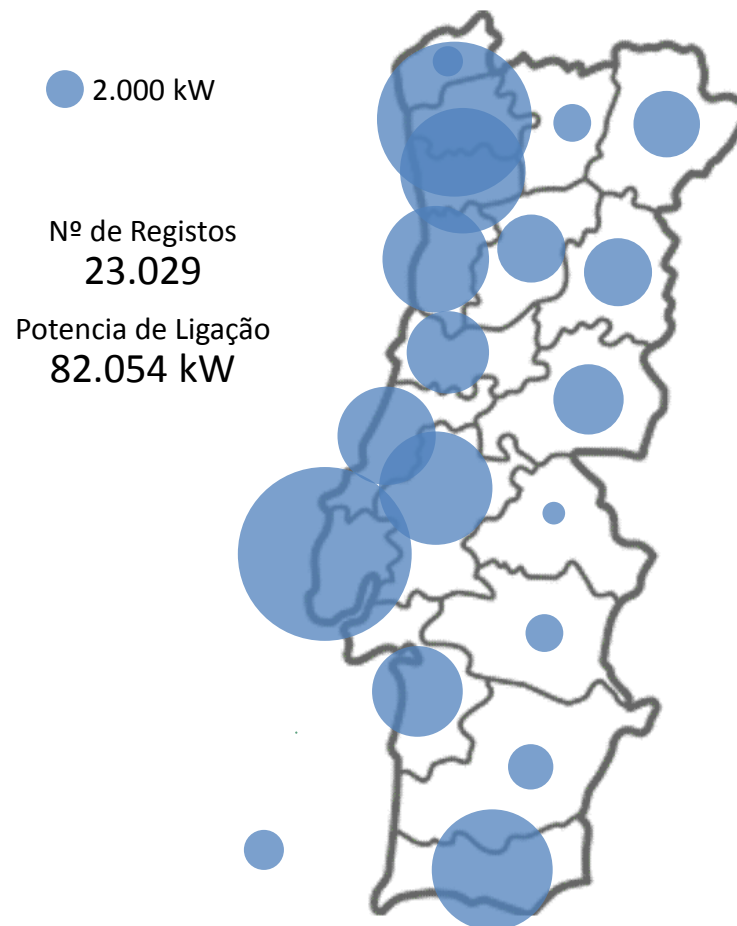 2.000 kW
Nº de Registos
23.029
Potencia de Ligação
82.054 kW